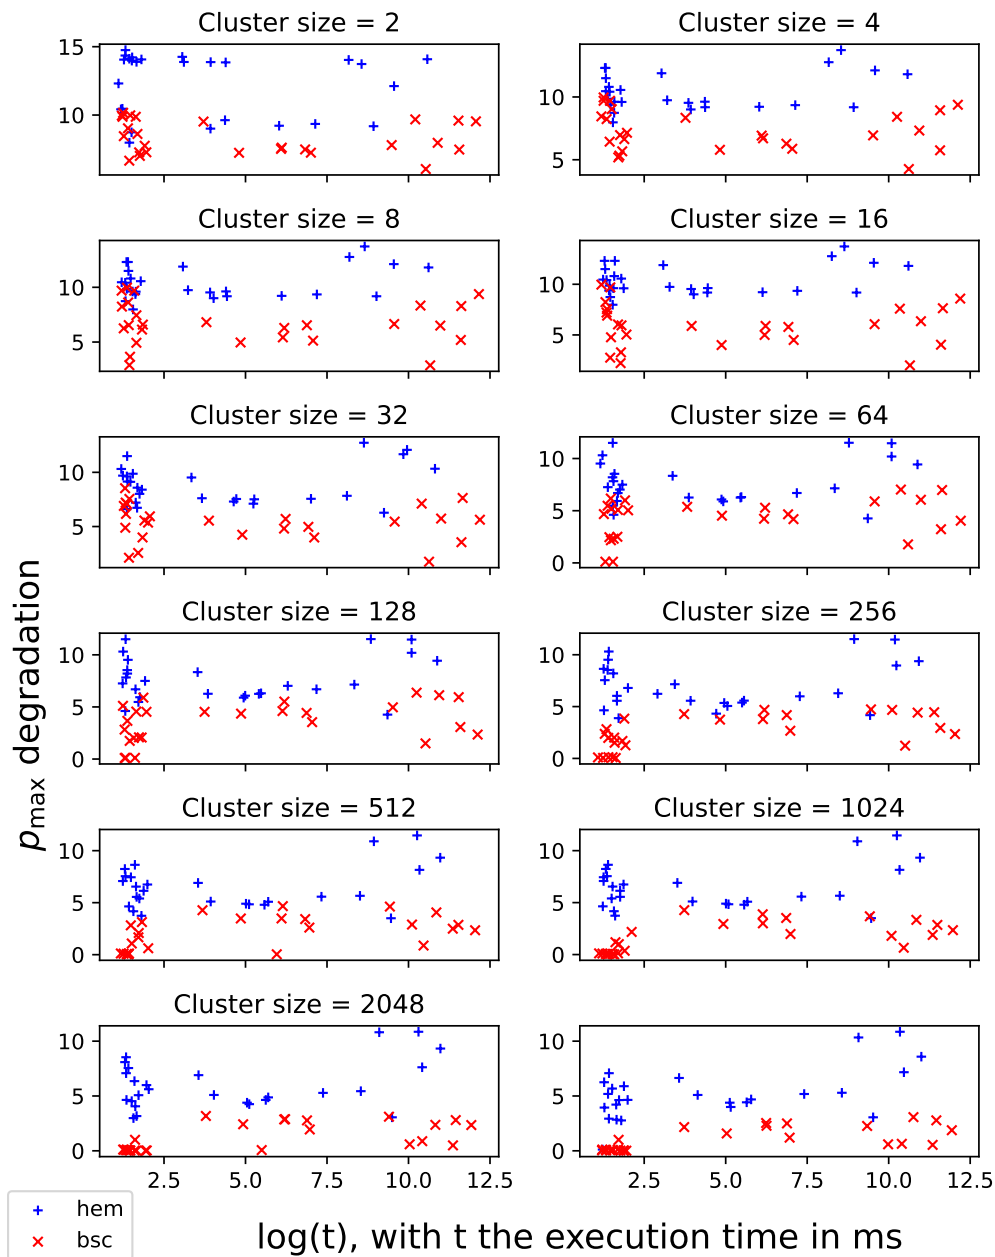 Cluster size = 2
Cluster size = 4
15
10
10
5
Cluster size = 8
Cluster size = 16
10
5
10
5
Cluster size = 32
Cluster size = 64
10
5
10
5
0
Cluster size = 128
Cluster size = 256
10
5
0
10
5
0
Cluster size = 512
Cluster size = 1024
10
5
0
10
5
0
Cluster size = 2048
10
5
0
10
5
0
2.5 5.0 7.5 10.0 12.5
2.5 5.0 7.5 10.0 12.5
pmax degradation
log(t), with t the execution time in ms
hem
bsc